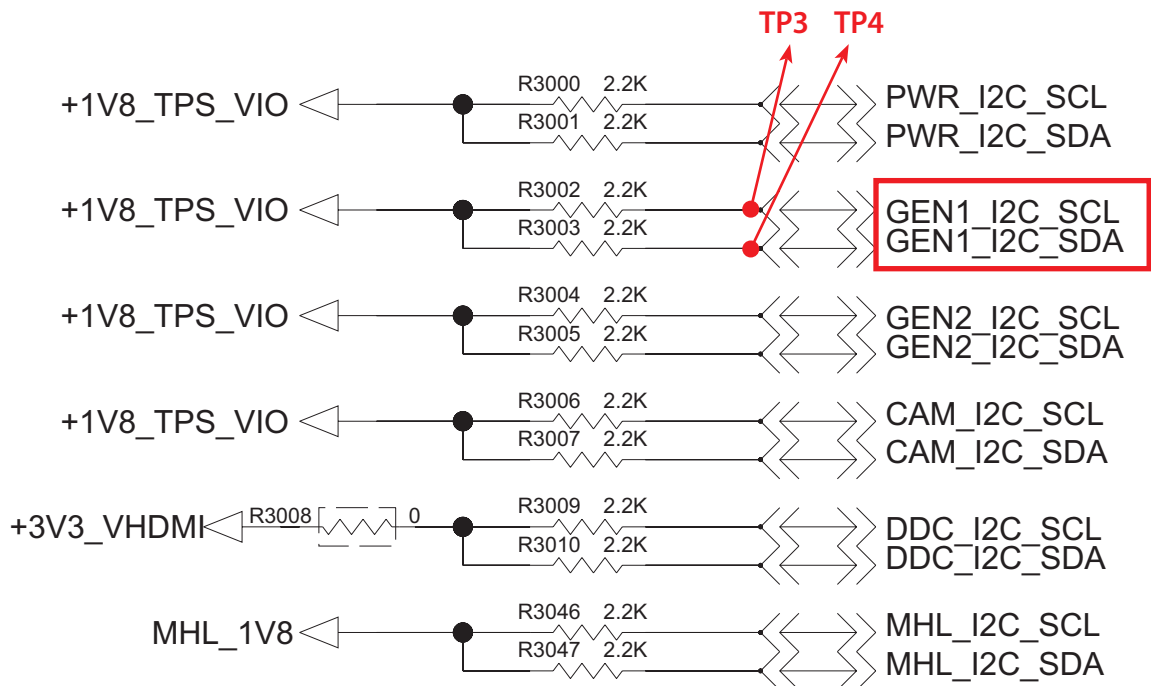 TP3 TP4
R3000 2.2K
+1V8_TPS_VIO
PWR_I2C_SCL
R3001 2.2K
PWR_I2C_SDA
R3002 2.2K
+1V8_TPS_VIO
GEN1_I2C_SCL
R3003 2.2K
GEN1_I2C_SDA
R3004 2.2K
+1V8_TPS_VIO
GEN2_I2C_SCL
R3005 2.2K
GEN2_I2C_SDA
R3006 2.2K
+1V8_TPS_VIO
CAM_I2C_SCL
R3007 2.2K
CAM_I2C_SDA
R3009 2.2K
+3V3_VHDMI R3008 0
DDC_I2C_SCL
R3010 2.2K
DDC_I2C_SDA
R3046 2.2K
MHL_1V8
MHL_I2C_SCL
R3047 2.2K
MHL_I2C_SDA